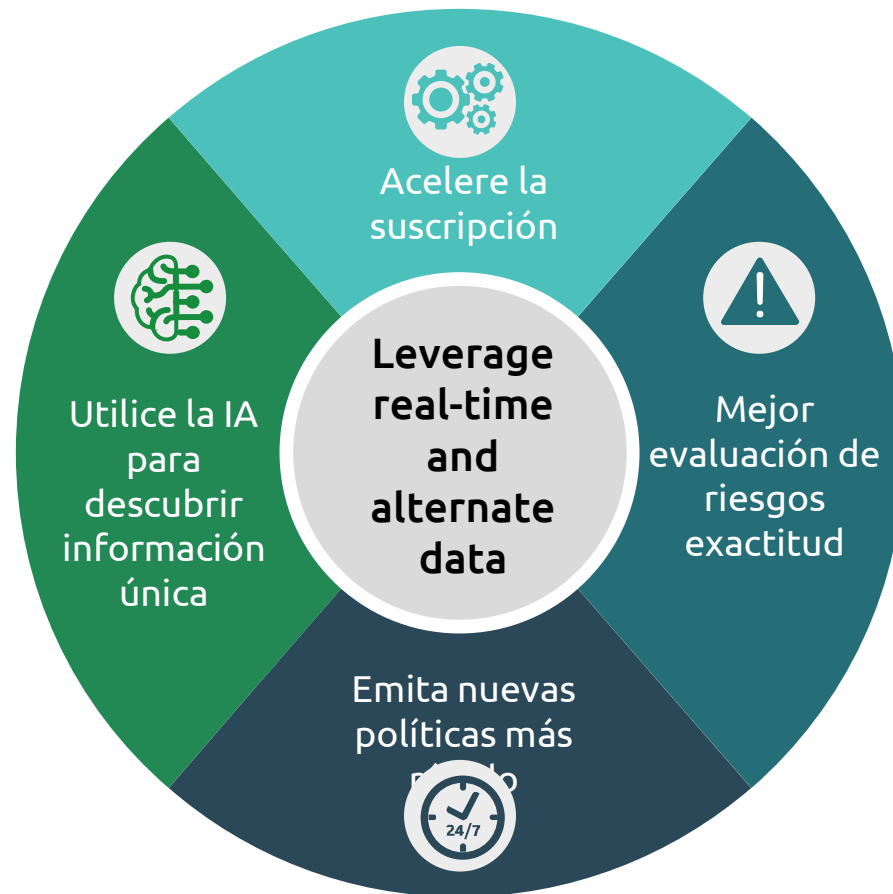 Acelere la
suscripción
Utilice la IA
para
descubrir
información
única
Leverage
real-time
and
alternate
data
Mejor
evaluación de
riesgos
exactitud
Emita nuevas
políticas más
24/7